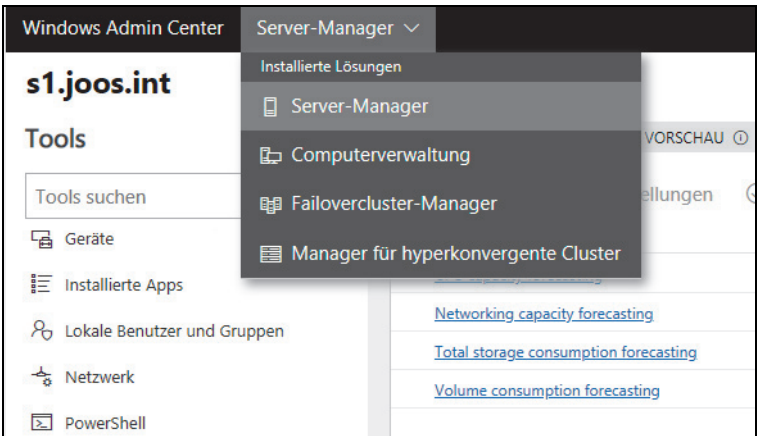 Windows Admin Center
Server-Manager
Installierte Lösungen
Server-Manager
Computerverwaltung
Failovercluster-Manager
Manager für hyperkonvergente Cluster
s1.joos.int
Tools
Tools suchen
Geräte
Installierte Apps
Lokale Benutzer und Gruppen
Netzwerk
PowerShell
VORSCHAU
ellungen
Networking capacity forecasting
Total storage consumption forecasting
Volume consumption forecasting